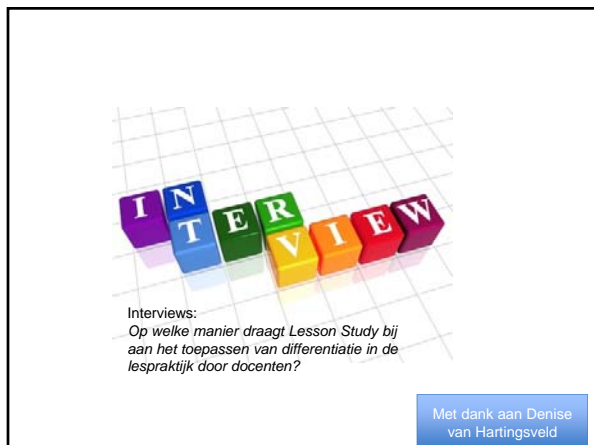 INTERVIEW
Interviews:
Op welke manier draagt Lesson Study bij
aan het toepassen van differentiatie in de
lespraktijk door docenten?
Met dank aan Denise
van Hartingsveld